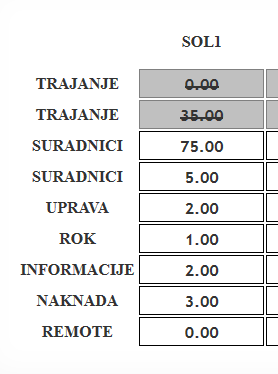 SOL1
TRAJANJE 0.00
TRAJANJE 35.00
SURADNICI 75.00
SURADNICI 5.00
UPRAVA 2.00
ROK 1.00
INFORMACIJE 2.00
NAKNADA 3.00
REMOTE 0.00